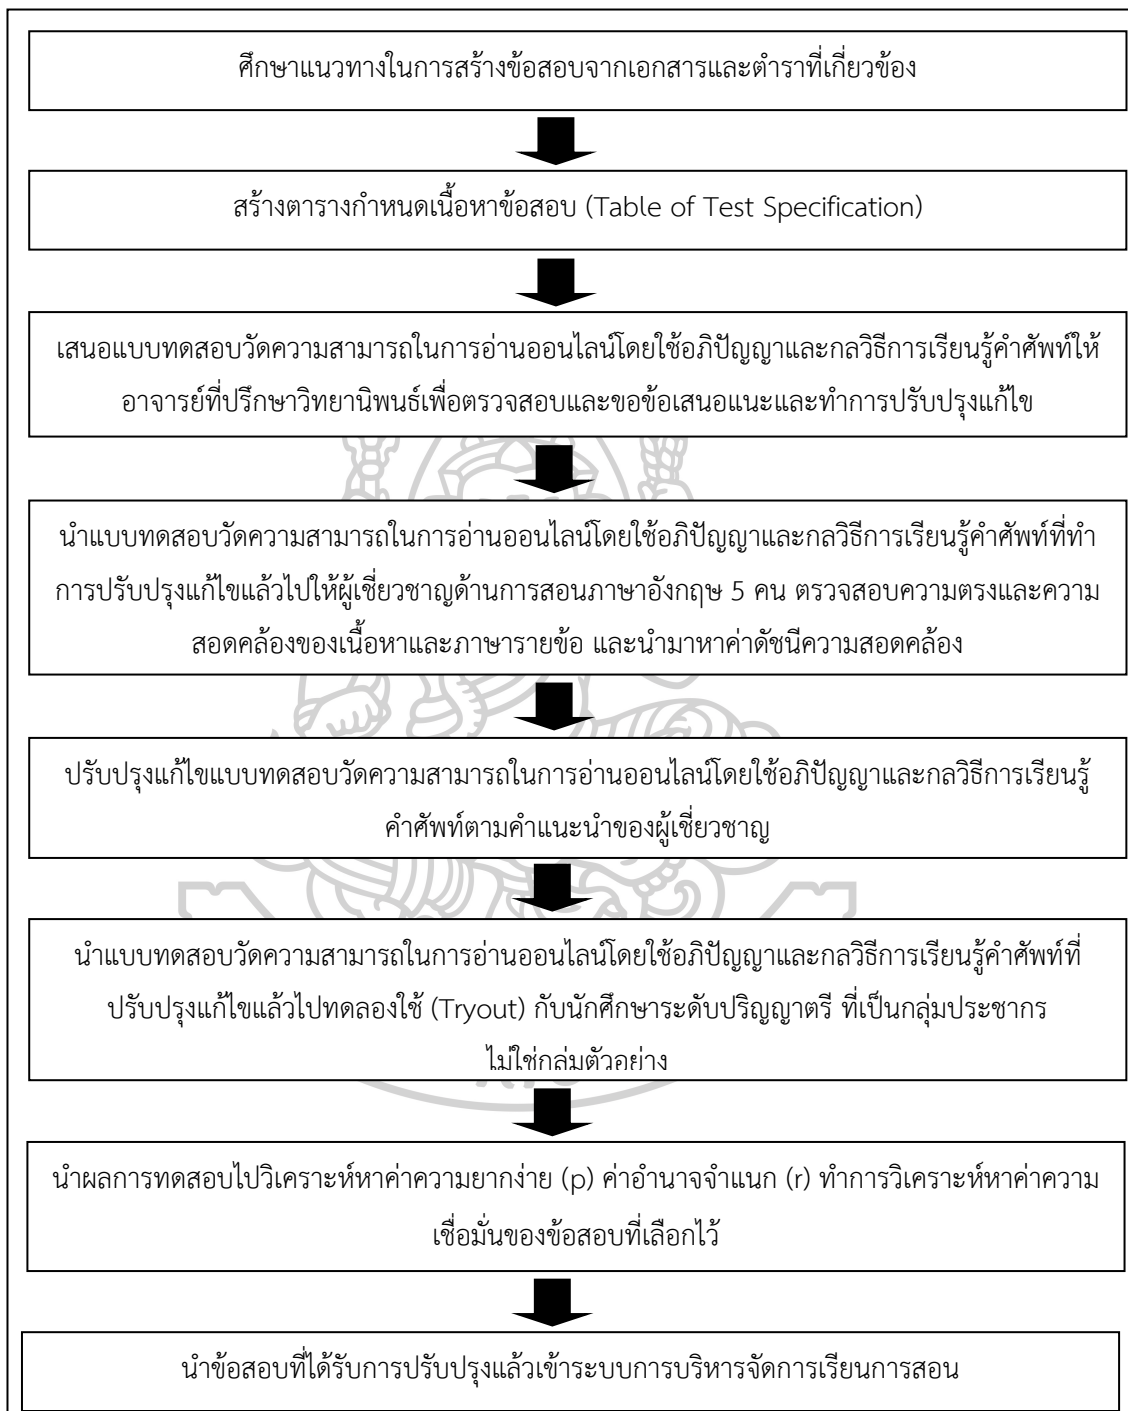 ศึกษาแนวทางในการสร้างข้อสอบจากเอกสารและตำราที่เกี่ยวข้อง
สร้างตารางกำหนดเนื้อหาข้อสอบ (Table of Test Specification)
เสนอแบบทดสอบวัดความสามารถในการอ่านออนไลน์โดยใช้อภิปัญญาและกลวิธีการเรียนรู้คำศัพท์ให้
อาจารย์ที่ปรึกษาวิทยานิพนธ์เพื่อตรวจสอบและขอข้อเสนอแนะและทำการปรับปรุงแก้ไข
นำแบบทดสอบวัดความสามารถในการอ่านออนไลน์โดยใช้อภิปัญญาและกลวิธีการเรียนรู้คำศัพท์ที่ทำ
การปรับปรุงแก้ไขแล้วไปให้ผู้เชี่ยวชาญด้านการสอนภาษาอังกฤษ 5 คน ตรวจสอบความตรงและความ
สอดคล้องของเนื้อหาและภาษารายข้อ และนำมาหาค่าดัชนีความสอดคล้อง
ปรับปรุงแก้ไขแบบทดสอบวัดความสามารถในการอ่านออนไลน์โดยใช้อภิปัญญาและกลวิธีการเรียนรู้
คำศัพท์ตามคำแนะนำของผู้เชี่ยวชาญ
นำแบบทดสอบวัดความสามารถในการอ่านออนไลน์โดยใช้อภิปัญญาและกลวิธีการเรียนรู้คำศัพท์ที่
ปรับปรุงแก้ไขแล้วไปทดลองใช้ (Tryout) กับนักศึกษาระดับปริญญาตรี ที่เป็นกลุ่มประชากร
ไม่ใช่กลุ่มตัวอย่าง
นำผลการทดสอบไปวิเคราะห์หาค่าความยากง่าย (p) ค่าอำนาจจำแนก (r) ทำการวิเคราะห์หาค่าความ
เชื่อมั่นของข้อสอบที่เลือกไว้
นำข้อสอบที่ได้รับการปรับปรุงแล้วเข้าระบบการบริหารจัดการเรียนการสอน